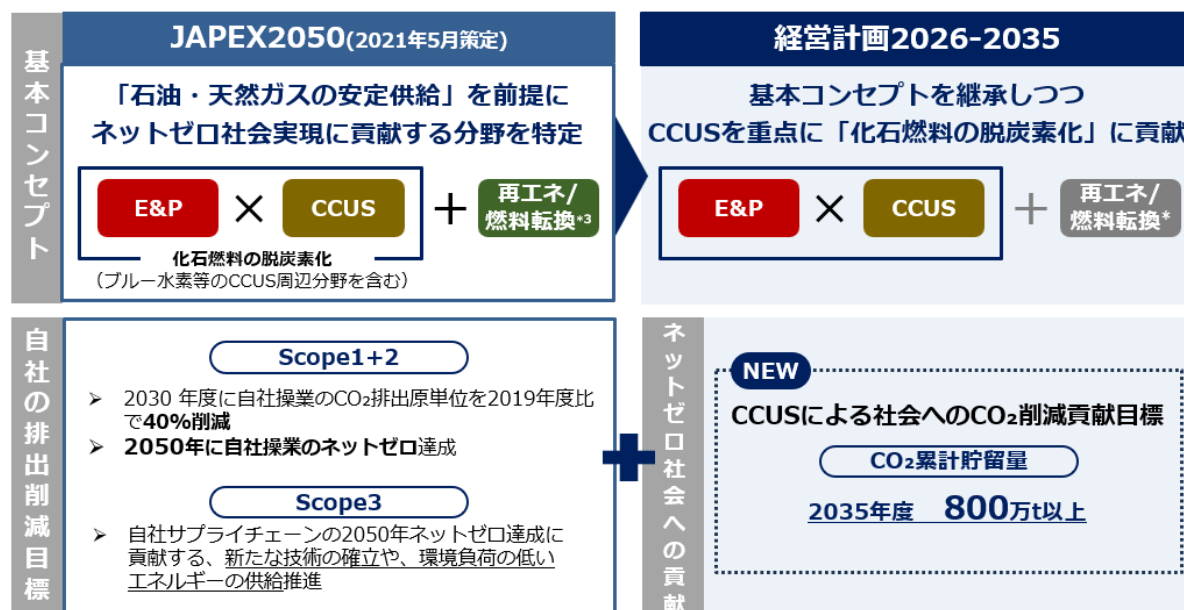 基本コンセプト
JAPEX2050(2021年5月策定)
「石油・天然ガスの安定供給」を前提に
ネットゼロ社会実現に貢献する分野を特定
E&P × CCUS + 再エネ/
燃料転換*3
化石燃料の脱炭素化
（ブルー水素等のCCUS周辺分野を含む）
経営計画2026-2035
基本コンセプトを継承しつつ
CCUSを重点に「化石燃料の脱炭素化」に貢献
E&P × CCUS + 再エネ/
燃料転換*
自社の排出削減目標
Scope1+2
➢ 2030 年度に自社操業のCO₂排出原単位を2019年度比
で40%削減
➢ 2050年に自社操業のネットゼロ達成
Scope3
➢ 自社サプライチェーンの2050年ネットゼロ達成に
貢献する、新たな技術の確立や、環境負荷の低い
エネルギーの供給推進
+
ネットゼロ社会への貢献
NEW
CCUSによる社会へのCO₂削減貢献目標
CO₂累計貯留量
2035年度 800万t以上